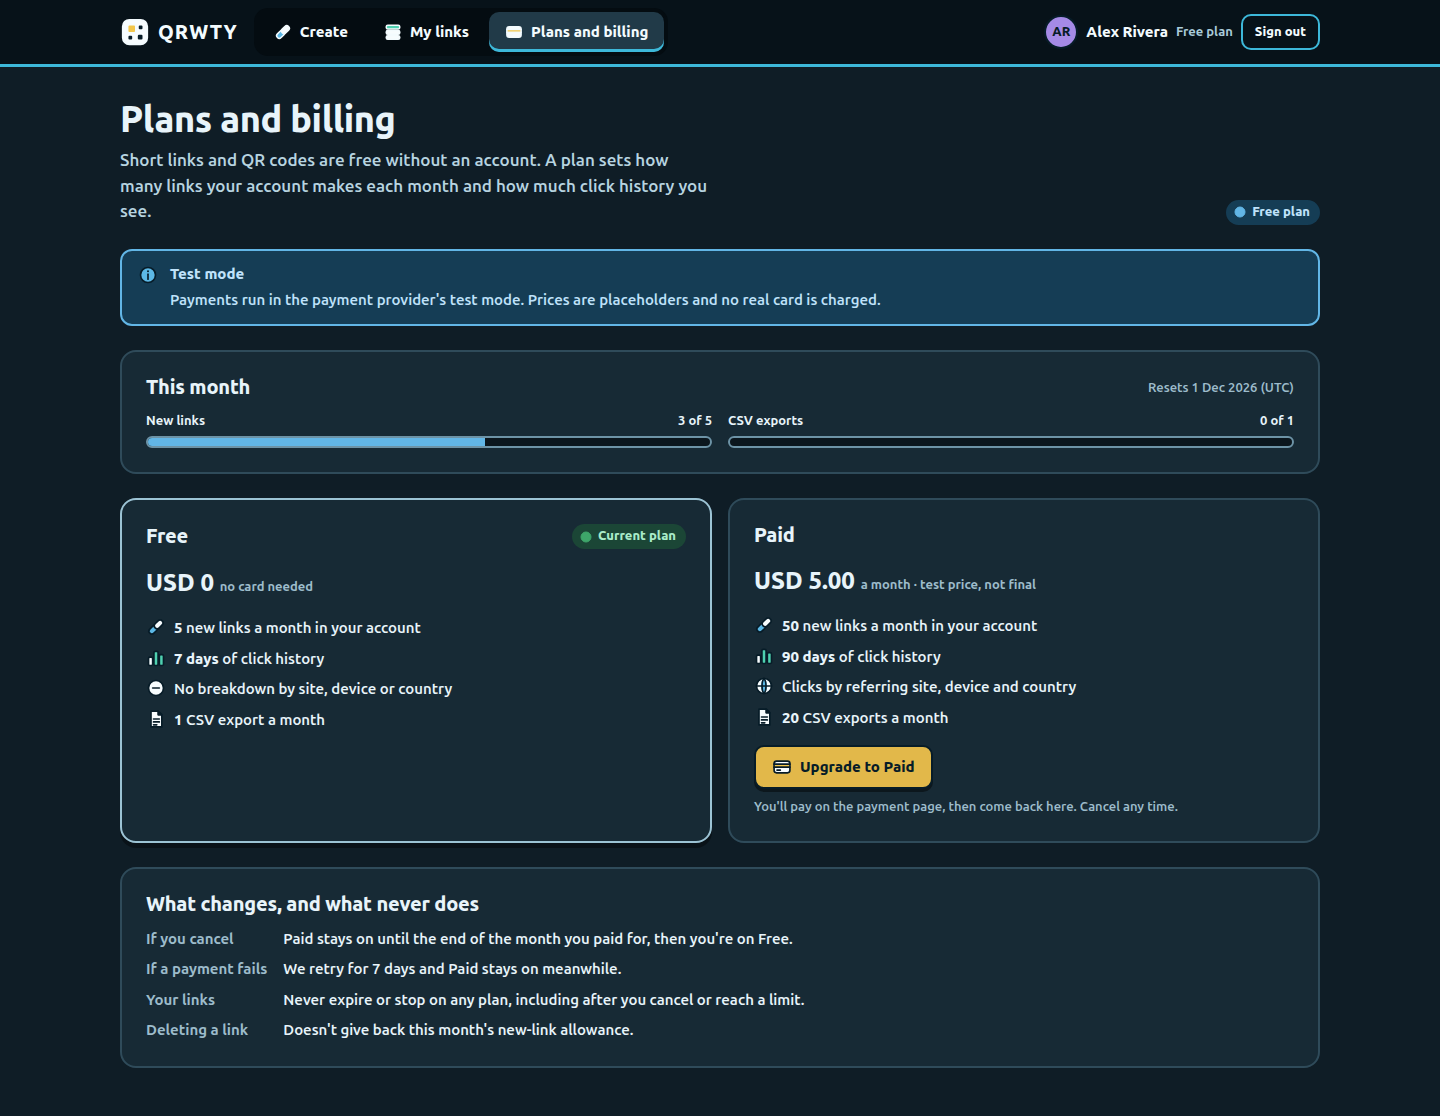 QRWTY
Create
My links
Plans and billing
AR
Alex Rivera
Free plan
Sign out
Plans and billing
Short links and QR codes are free without an account. A plan sets how
many links your account makes each month and how much click history you
see.
Free plan
Test mode
Payments run in the payment provider's test mode. Prices are placeholders and no real card is charged.
This month
Resets 1 Dec 2026 (UTC)
New links
3 of 5
CSV exports
0 of 1
Free
Current plan
USD 0 no card needed
5 new links a month in your account
7 days of click history
No breakdown by site, device or country
1 CSV export a month
Paid
USD 5.00 a month · test price, not final
50 new links a month in your account
90 days of click history
Clicks by referring site, device and country
20 CSV exports a month
Upgrade to Paid
You'll pay on the payment page, then come back here. Cancel any time.
What changes, and what never does
If you cancel Paid stays on until the end of the month you paid for, then you're on Free.
If a payment fails We retry for 7 days and Paid stays on meanwhile.
Your links Never expire or stop on any plan, including after you cancel or reach a limit.
Deleting a link Doesn't give back this month's new-link allowance.